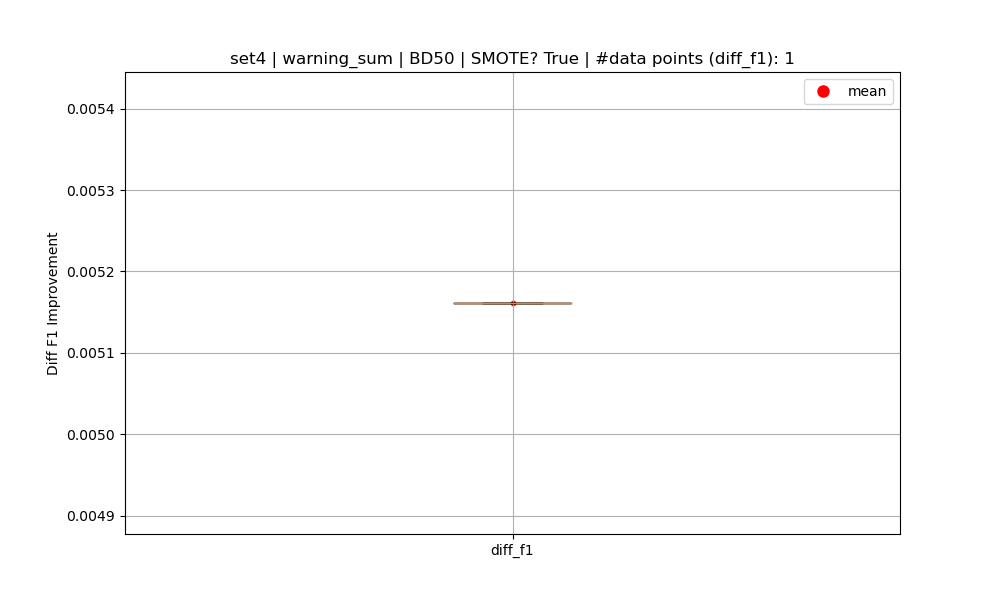 set4 | warning_sum | BD50 | SMOTE? True | #data points (diff_f1): 1
mean
0.0054
0.0053
0.0052
0.0051
0.0050
0.0049
Diff F1 Improvement
diff_f1